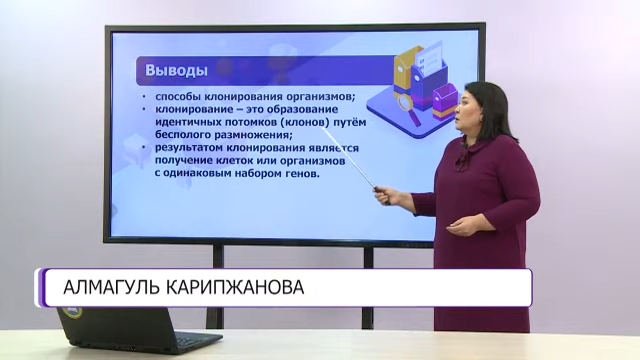 Выводы
• способы клонирования организмов;
• клонирование – это образование
идентичных потомков (клонов) путём
бесполого размножения;
• результатом клонирования является
получение клеток или организмов
с одинаковым набором генов.
АЛМАГУЛЬ КАРИПЖАНОВА